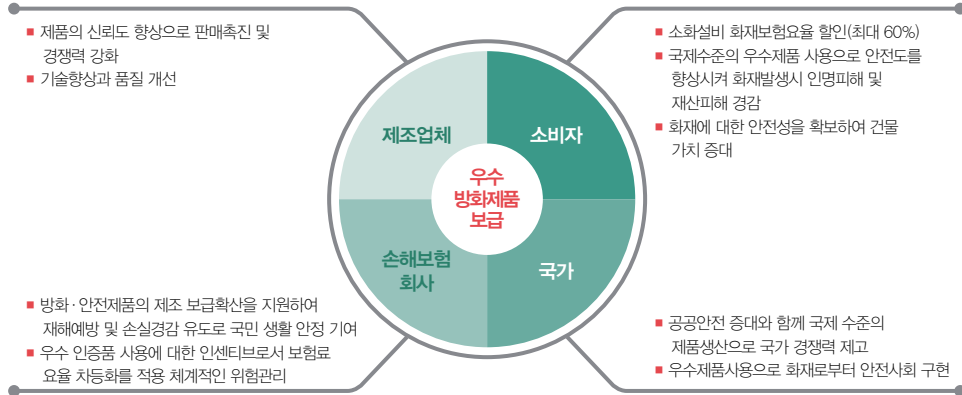 ■ 제품의 신뢰도 향상으로 판매촉진 및
경쟁력 강화
■ 기술향상과 품질 개선
■ 소화설비 화재보험요율 할인(최대 60%)
■ 국제수준의 우수제품 사용으로 안전도를
향상시켜 화재발생시 인명피해 및
재산피해 경감
■ 화재에 대한 안전성을 확보하여 건물
가치 증대
제조업체
소비자
우수
방화제품
보급
손해보험
회사
국가
■ 방화·안전제품의 제조 보급확산을 지원하여
재해예방 및 손실경감 유도로 국민 생활 안정 기여
■ 우수 인증품 사용에 대한 인센티브로서 보험료
요율 차등화를 적용 체계적인 위험관리
■ 공공안전 증대와 함께 국제 수준의
제품생산으로 국가 경쟁력 제고
■ 우수제품사용으로 화재로부터 안전사회 구현